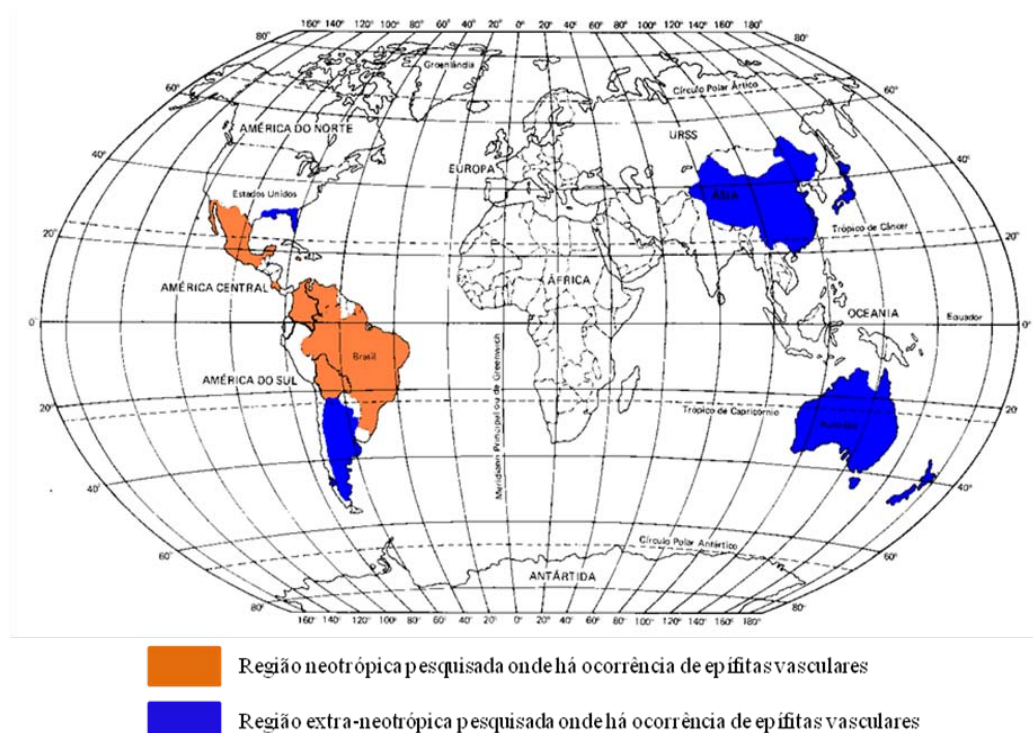 160° 140° 120° 100° 80° 60° 40° 20° 0° 20° 40° 60° 80° 100° 120° 140° 160° 180°
80° 80°
Groenlândia
Círculo Polar Ártico
60° 60°
AMÉRICA DO NORTE
URSS
EUROPA
40° 40°
Estados Unidos
ÁSIA
Trópico de Câncer
20° 20°
AMÉRICA CENTRAL
ÁFRICA
OCEANIA
Equador
0° 0°
Brasil
AMÉRICA DO SUL
Meridiano Principal ou de Greenwich
Trópico de Capricórnio
20° 20
40° 40°
Círculo Polar Antártico
60° 60°
ANTÁRTIDA
80° 80°
160° 140° 120° 100° 80° 60° 40° 20° 0° 20° 40° 60° 80° 100° 120° 140° 160° 180°
Região neotrópica pesquisada onde há ocorrência de epífitas vasculares
Região extra-neotrópica pesquisada onde há ocorrência de epífitas vasculares